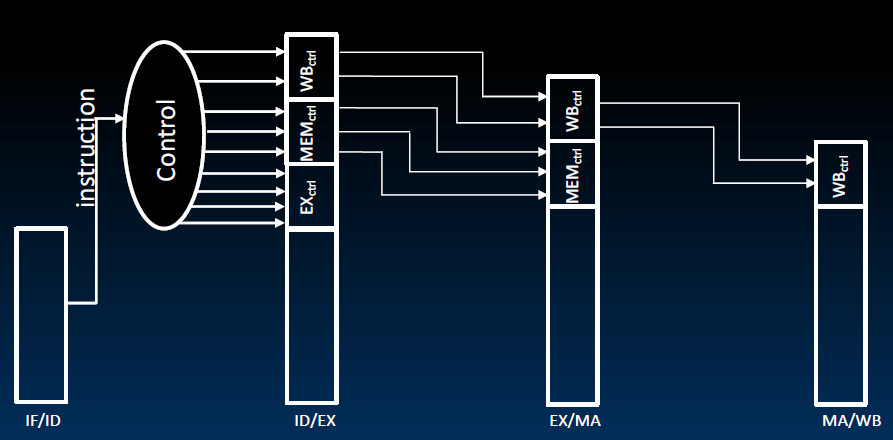 instruction
Control
WBctrl
MEMctrl
EXctrl
WBctrl
MEMctrl
WBctrl
IF/ID
ID/EX
EX/MA
MA/WB